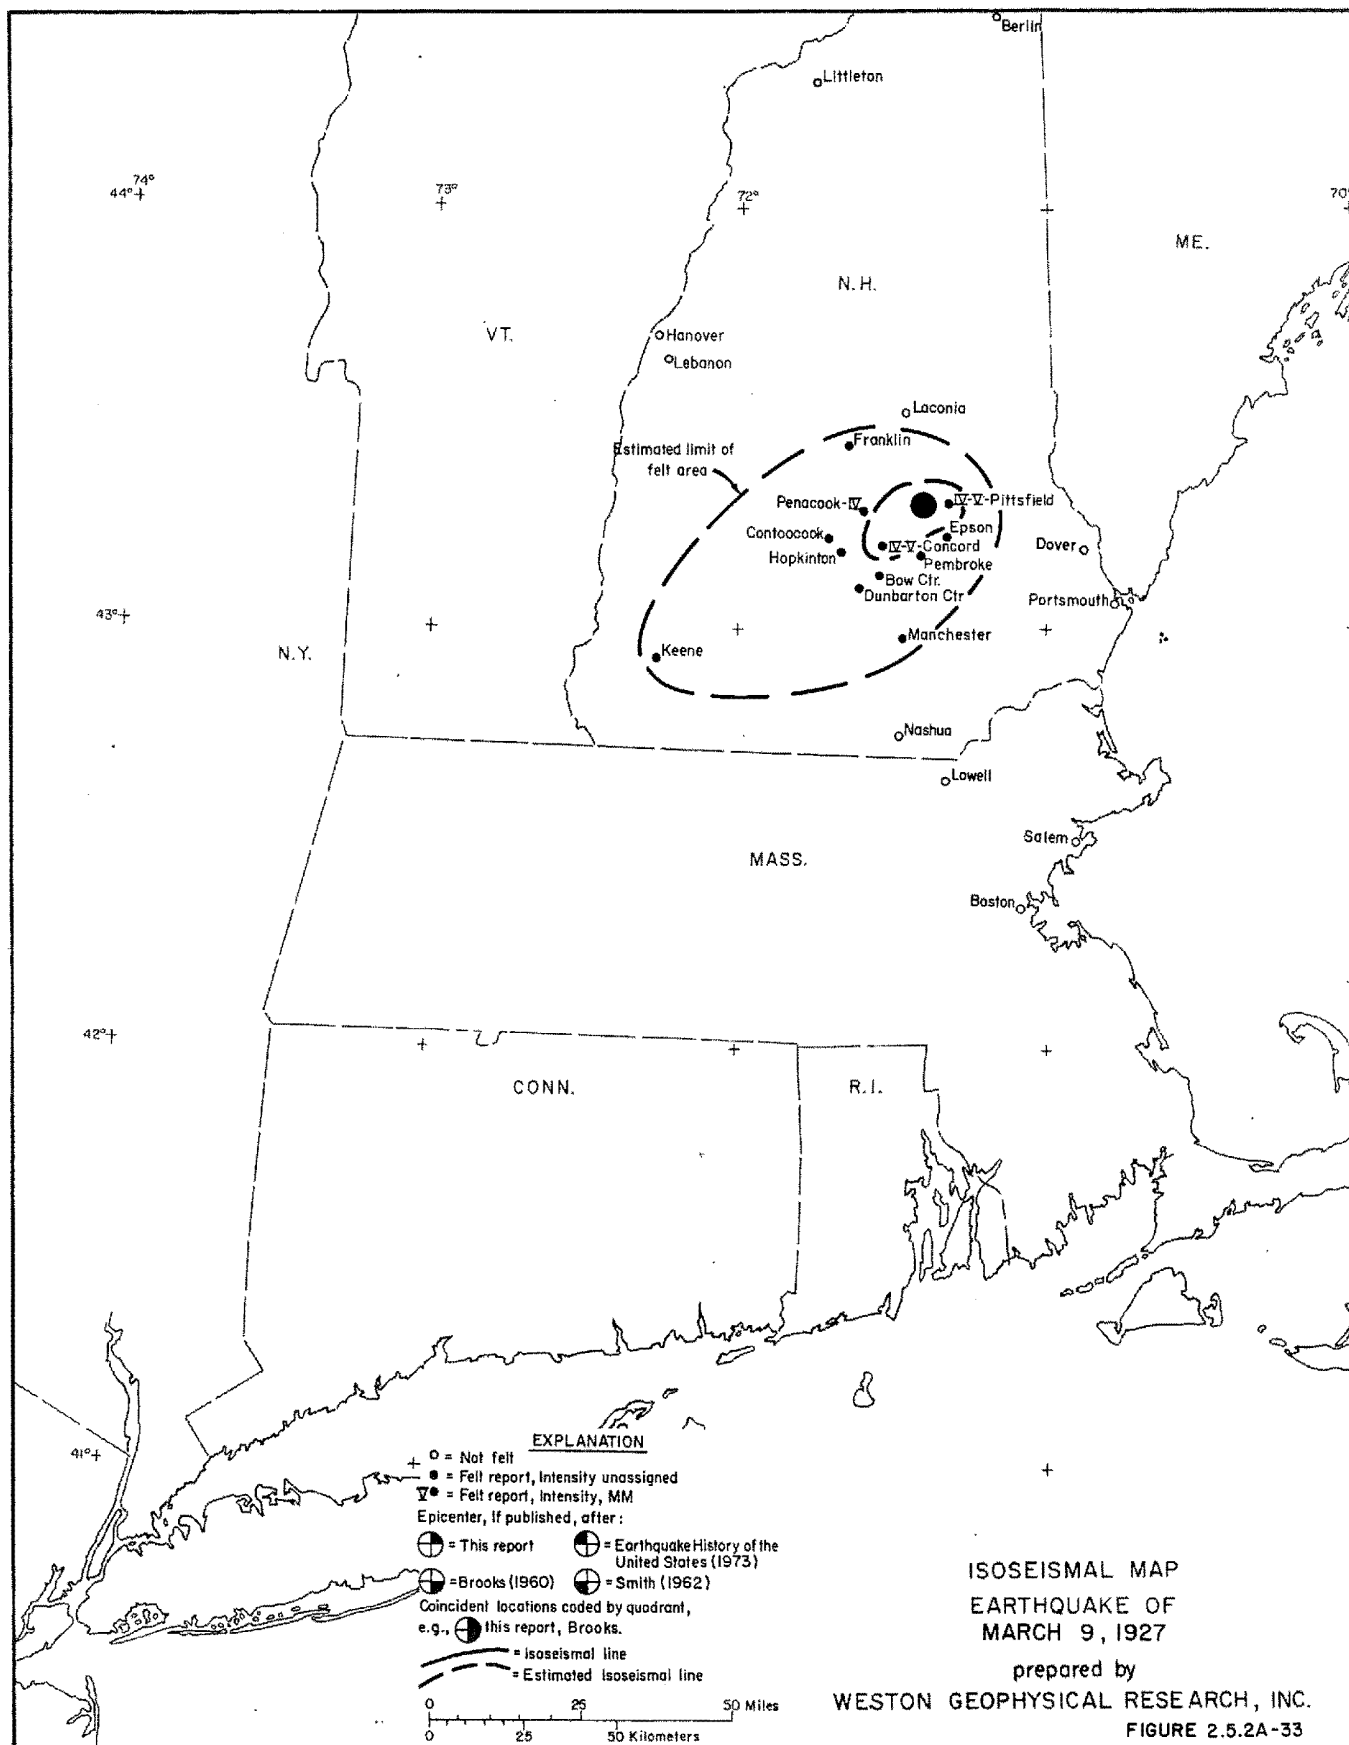 Berlin
Littleton
74°
44°
73°
72°
70°
ME.
N.H.
VT.
Hanover
Lebanon
Laconia
Franklin
Estimated limit of
felt area
Penacook-IV
IV-V-Pittsfield
Contoocook
Epson
IV-V-Concord
Dover
Hopkinton
Pembroke
Bow Ctr.
Dunbarton Ctr
Portsmouth
43°
Manchester
N.Y.
Keene
Nashua
Lowell
Salem
MASS.
Boston
42°
CONN.
R.I.
41°
EXPLANATION
= Not felt
= Felt report, Intensity unassigned
V = Felt report, Intensity, MM
Epicenter, If published, after:
= This report
= Earthquake History of the
United States (1973)
= Brooks (1960)
= Smith (1962)
Coincident locations coded by quadrant,
e.g., this report, Brooks.
= Isoseismal line
= Estimated Isoseismal line
0 25 50 Miles
0 25 50 Kilometers
ISOSEISMAL MAP
EARTHQUAKE OF
MARCH 9, 1927
prepared by
WESTON GEOPHYSICAL RESEARCH, INC.
FIGURE 2.5.2A-33